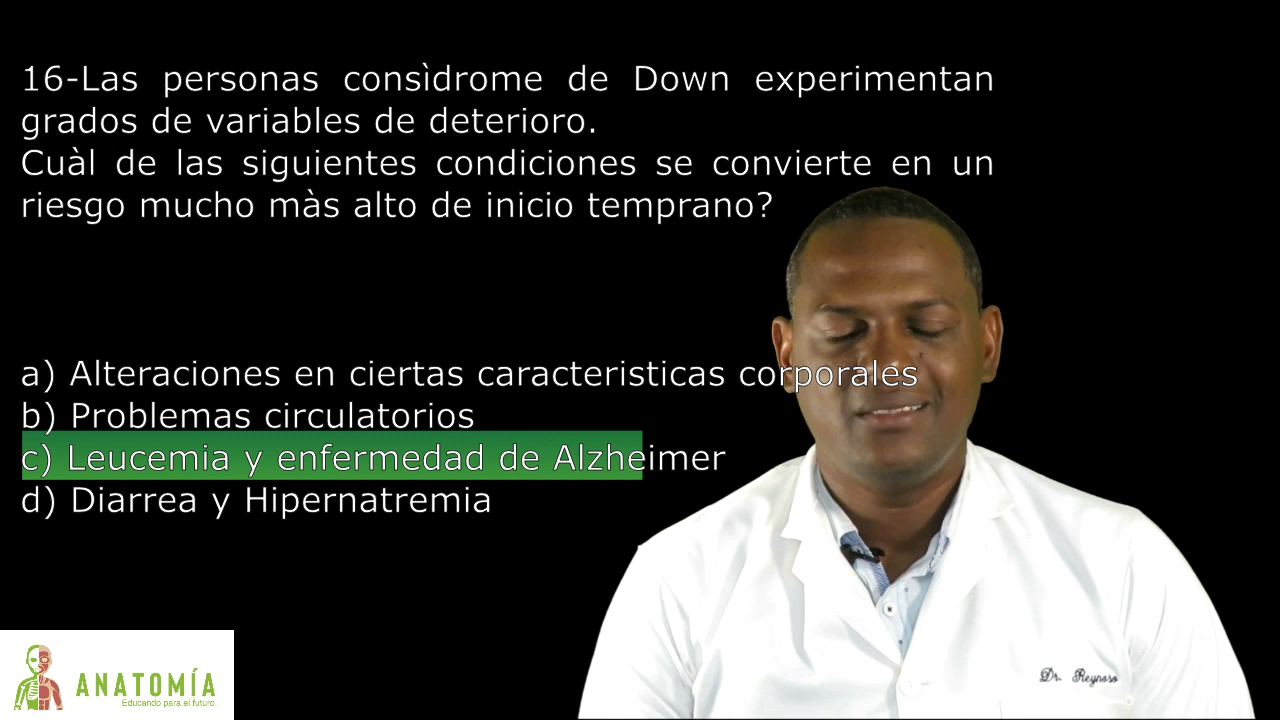 16-Las personas consìdrome de Down experimentan
grados de variables de deterioro.
Cuàl de las siguientes condiciones se convierte en un
riesgo mucho màs alto de inicio temprano?
a) Alteraciones en ciertas caracteristicas corporales
b) Problemas circulatorios
c) Leucemia y enfermedad de Alzheimer
d) Diarrea y Hipernatremia
Dr. Reynoso
ANATOMÍA
Educando para el futuro.